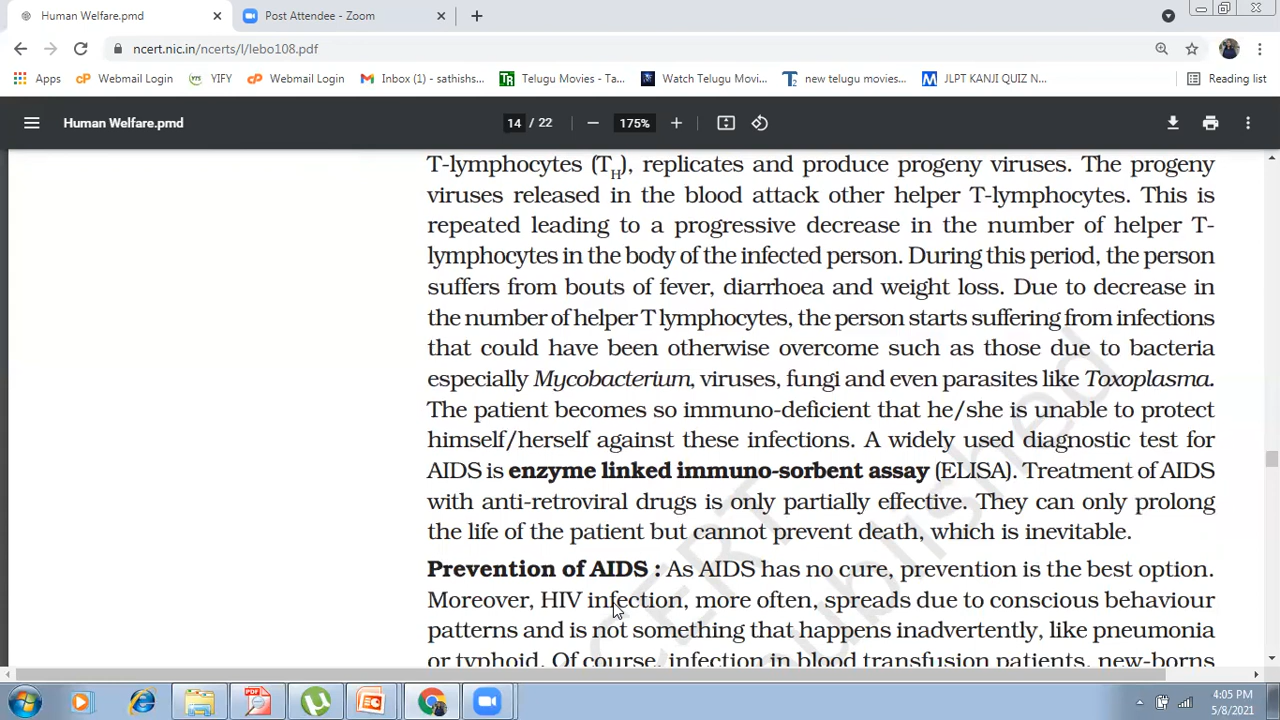 Human Welfare.pmd
Post Attendee - Zoom
ncert.nic.in/ncerts/l/lebo108.pdf
Apps
Webmail Login
YIFY
Webmail Login
Inbox (1) - sathishs...
Telugu Movies - Ta...
Watch Telugu Movi...
new telugu movies...
JLPT KANJI QUIZ N...
Reading list
Human Welfare.pmd
14 / 22
175%
T-lymphocytes (TH), replicates and produce progeny viruses. The progeny
viruses released in the blood attack other helper T-lymphocytes. This is
repeated leading to a progressive decrease in the number of helper T-
lymphocytes in the body of the infected person. During this period, the person
suffers from bouts of fever, diarrhoea and weight loss. Due to decrease in
the number of helper T lymphocytes, the person starts suffering from infections
that could have been otherwise overcome such as those due to bacteria
especially Mycobacterium, viruses, fungi and even parasites like Toxoplasma.
The patient becomes so immuno-deficient that he/she is unable to protect
himself/herself against these infections. A widely used diagnostic test for
AIDS is enzyme linked immuno-sorbent assay (ELISA). Treatment of AIDS
with anti-retroviral drugs is only partially effective. They can only prolong
the life of the patient but cannot prevent death, which is inevitable.
Prevention of AIDS : As AIDS has no cure, prevention is the best option.
Moreover, HIV infection, more often, spreads due to conscious behaviour
patterns and is not something that happens inadvertently, like pneumonia
or typhoid. Of course, infection in blood transfusion patients, new-borns
4:05 PM
5/8/2021